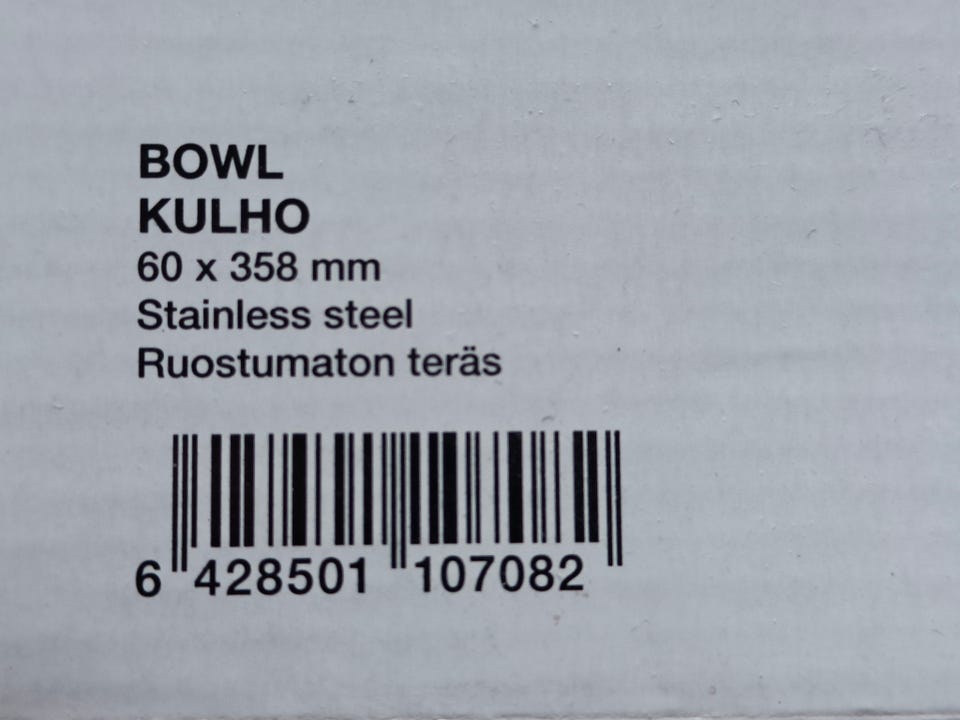 BOWL
KULHO
60 x 358 mm
Stainless steel
Ruostumaton teräs
6 428501 107082